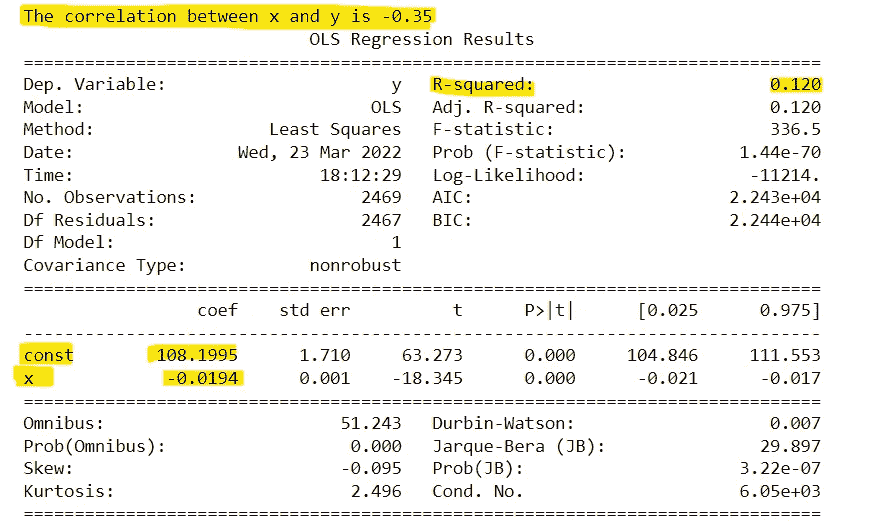 The correlation between x and y is -0.35
OLS Regression Results
==============================================================================
Dep. Variable: y R-squared: 0.120
Model: OLS Adj. R-squared: 0.120
Method: Least Squares F-statistic: 336.5
Date: Wed, 23 Mar 2022 Prob (F-statistic): 1.44e-70
Time: 18:12:29 Log-Likelihood: -11214.
No. Observations: 2469 AIC: 2.243e+04
Df Residuals: 2467 BIC: 2.244e+04
Df Model: 1
Covariance Type: nonrobust
==============================================================================
coef std err t P>|t| [0.025 0.975]
------------------------------------------------------------------------------
const 108.1995 1.710 63.273 0.000 104.846 111.553
x -0.0194 0.001 -18.345 0.000 -0.021 -0.017
==============================================================================
Omnibus: 51.243 Durbin-Watson: 0.007
Prob(Omnibus): 0.000 Jarque-Bera (JB): 29.897
Skew: -0.095 Prob(JB): 3.22e-07
Kurtosis: 2.496 Cond. No. 6.05e+03
==============================================================================